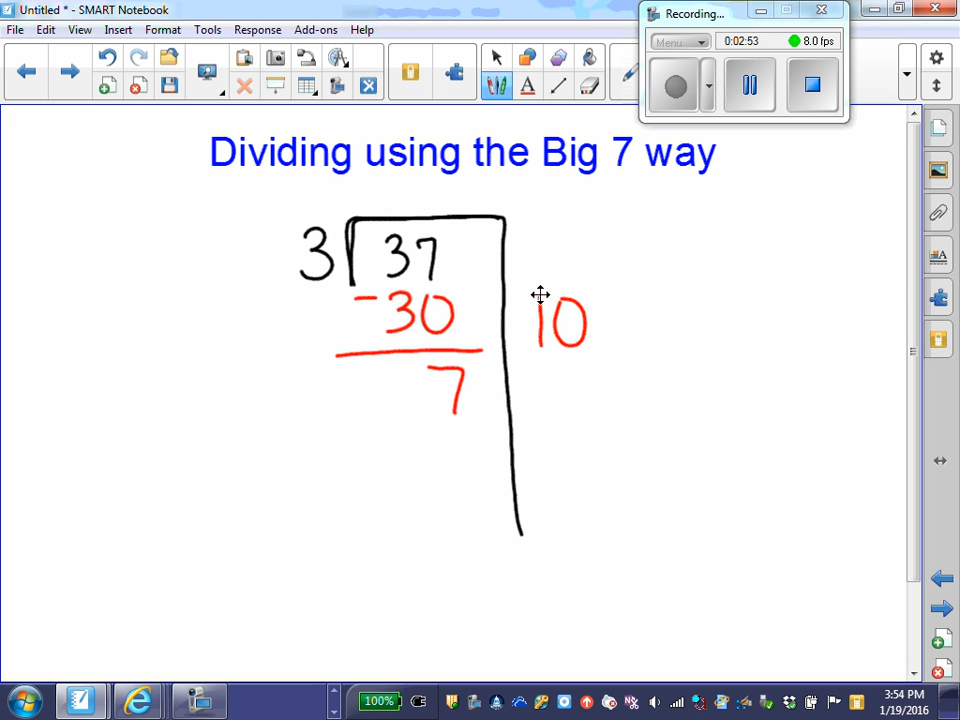 Untitled * - SMART Notebook
Recording...
File Edit View Insert Format Tools Response Add-ons Help
Menu
0:02:53
8.0 fps
Dividing using the Big 7 way
3 37
-30 10
7
100%
3:54 PM
1/19/2016